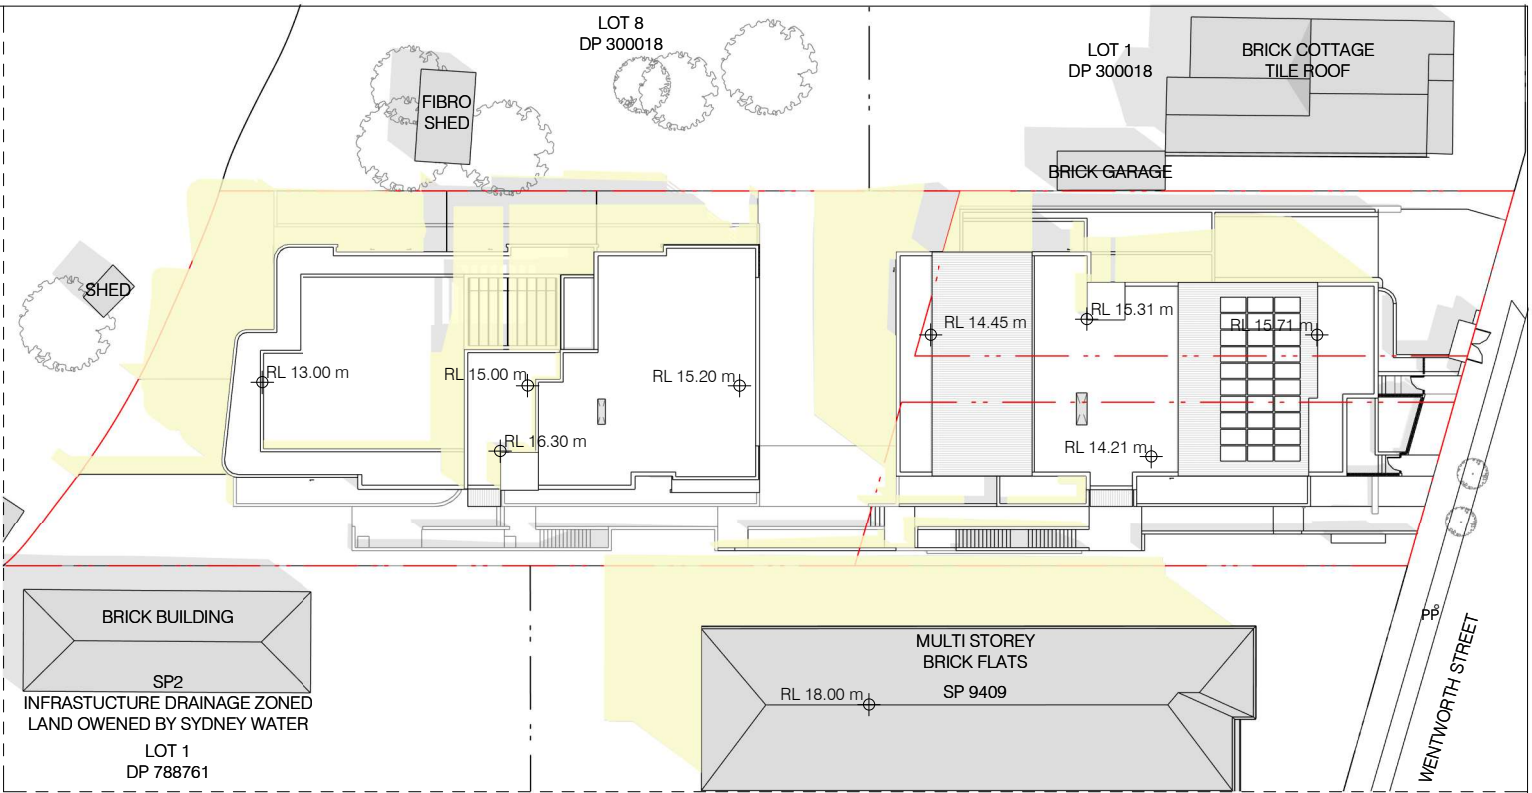 LOT 8
DP 300018
LOT 1
DP 300018
BRICK COTTAGE
TILE ROOF
FIBRO
SHED
BRICK GARAGE
SHED
RL 15.31 m
RL 14.45 m
RL 15.71 m
RL 13.00 m
RL 15.00 m
RL 15.20 m
RL 16.30 m
RL 14.21 m
BRICK BUILDING
SP2
INFRASTUCTURE DRAINAGE ZONED
LAND OWENED BY SYDNEY WATER
LOT 1
DP 788761
MULTI STOREY
BRICK FLATS
SP 9409
RL 18.00 m
PP
WENTWORTH STREET